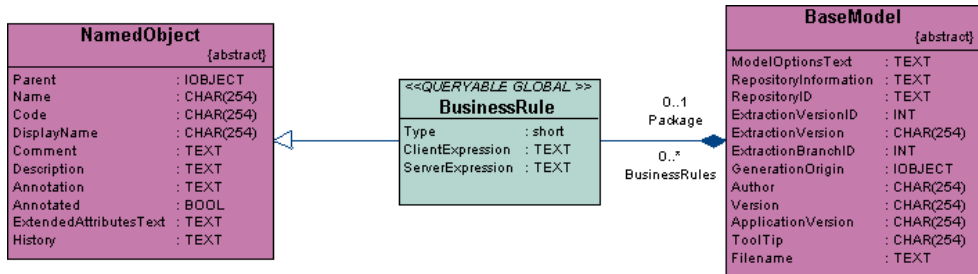 NamedObject
{abstract}
Parent : IOBJECT
Name : CHAR(254)
Code : CHAR(254)
DisplayName : CHAR(254)
Comment : TEXT
Description : TEXT
Annotation : TEXT
Annotated : BOOL
ExtendedAttributesText : TEXT
History : TEXT
<<QUERYABLE GLOBAL >>
BusinessRule
Type : short
ClientExpression : TEXT
ServerExpression : TEXT
0..1
Package
0..*
BusinessRules
BaseModel
{abstract}
ModelOptionsText : TEXT
RepositoryInformation : TEXT
RepositoryID : TEXT
ExtractionVersionID : INT
ExtractionVersion : CHAR(254)
ExtractionBranchID : INT
GenerationOrigin : IOBJECT
Author : CHAR(254)
Version : CHAR(254)
ApplicationVersion : CHAR(254)
ToolTip : CHAR(254)
Filename : TEXT